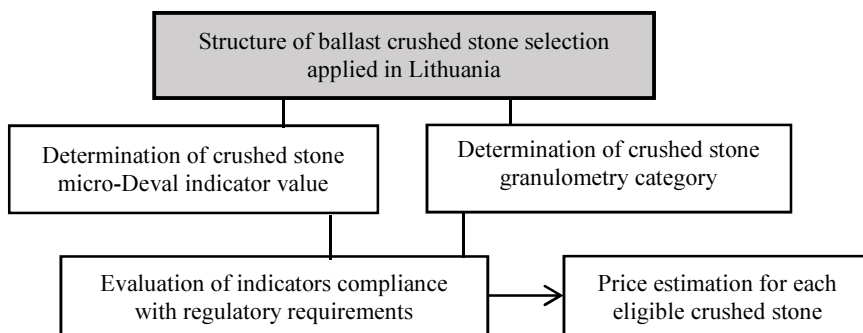 Structure of ballast crushed stone selection
applied in Lithuania
Determination of crushed stone
micro-Deval indicator value
Determination of crushed stone
granulometry category
Evaluation of indicators compliance
with regulatory requirements
Price estimation for each
eligible crushed stone